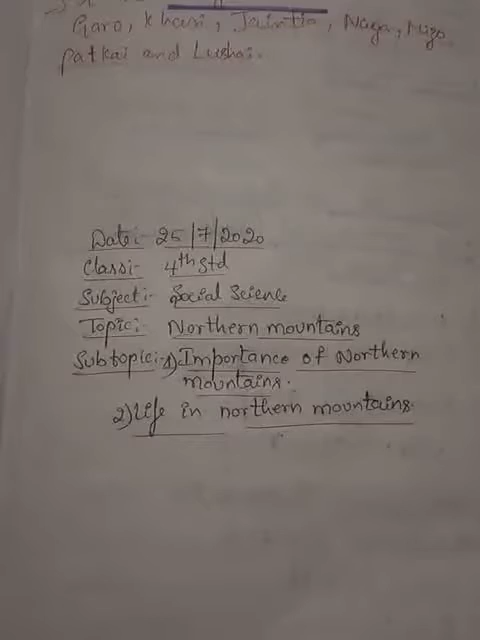 Garo, Khasi, Jaintia, Naga, Mizo
Patkai and Lushai.
Date:- 25/7/2020
Class:- 4th Std
Subject:- Social Science
Topic:- Northern mountains
Subtopic:- 1) Importance of Northern
mountains.
2) Life in northern mountains.